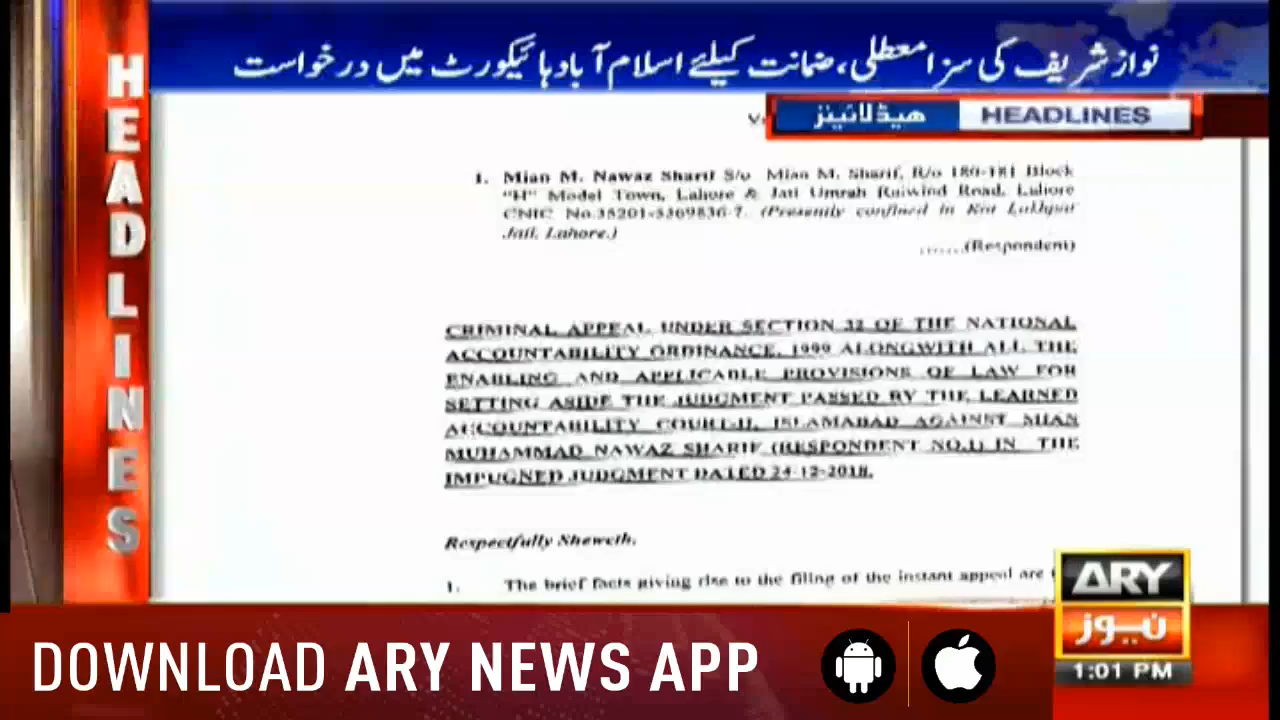 نواز شریف کی سزا معطلی، ضمانت کیلئے اسلام آباد ہائیکورٹ میں درخواست
ھیڈلائینز HEADLINES
HEADLINES
1. Mian M. Nawaz Sharif S/o Mian M. Sharif, R/o 180-181 Block
"H" Model Town, Lahore & Jati Umrah Raiwind Road, Lahore
CNIC No. (Presently confined in Kot Lakhpat
Jail, Lahore.)
.......(Respondent)
CRIMINAL APPEAL UNDER SECTION 32 OF THE NATIONAL
ACCOUNTABILITY ORDINANCE, 1999 ALONGWITH ALL THE
ENABLING AND APPLICABLE PROVISIONS OF LAW FOR
SETTING ASIDE THE JUDGMENT PASSED BY THE LEARNED
ACCOUNTABILITY COURT-II, ISLAMABAD AGAINST MIAN
MUHAMMAD NAWAZ SHARIF (RESPONDENT NO.1) IN THE
IMPUGNED JUDGMENT DATED 24-12-2018.
Respectfully Sheweth,
1. The brief facts giving rise to the filing of the instant appeal are
ARY
نیوز
1:01 PM
DOWNLOAD ARY NEWS APP